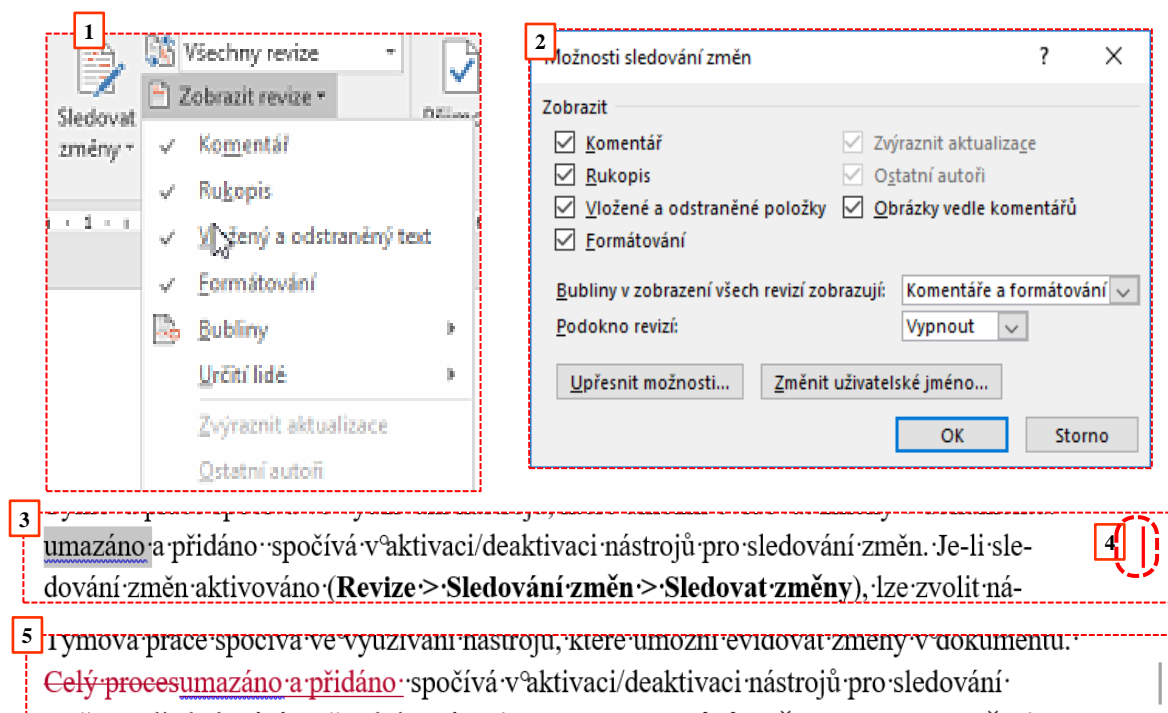 1
Všechny revize
Zobrazit revize
Sledovat
změny
Komentář
Rukopis
Vložený a odstraněný text
Formátování
Bubliny
Určití lidé
Zvýraznit aktualizace
Ostatní autoři
1
2
Možnosti sledování změn
?
Zobrazit
Komentář
Zvýraznit aktualizace
Rukopis
Ostatní autoři
Vložené a odstraněné položky
Obrázky vedle komentářů
Formátování
Bubliny v zobrazení všech revizí zobrazují: Komentáře a formátování
Podokno revizí: Vypnout
Upřesnit možnosti... Změnit uživatelské jméno...
OK Storno
3
umazáno·a·přidáno··spočívá·v°aktivaci/deaktivaci·nástrojů·pro·sledování·změn.·Je-li·sle-
4
dování·změn·aktivováno·(Revize·>·Sledování·změn·>·Sledovat·změny),·lze·zvolit·ná-
5
Týmová·práce·spočívá·ve·využívání·nástrojů,·které·umožní·evidovat·změny·v°dokumentu.·
Celý·procesumazáno·a·přidáno··spočívá·v°aktivaci/deaktivaci·nástrojů·pro·sledování·